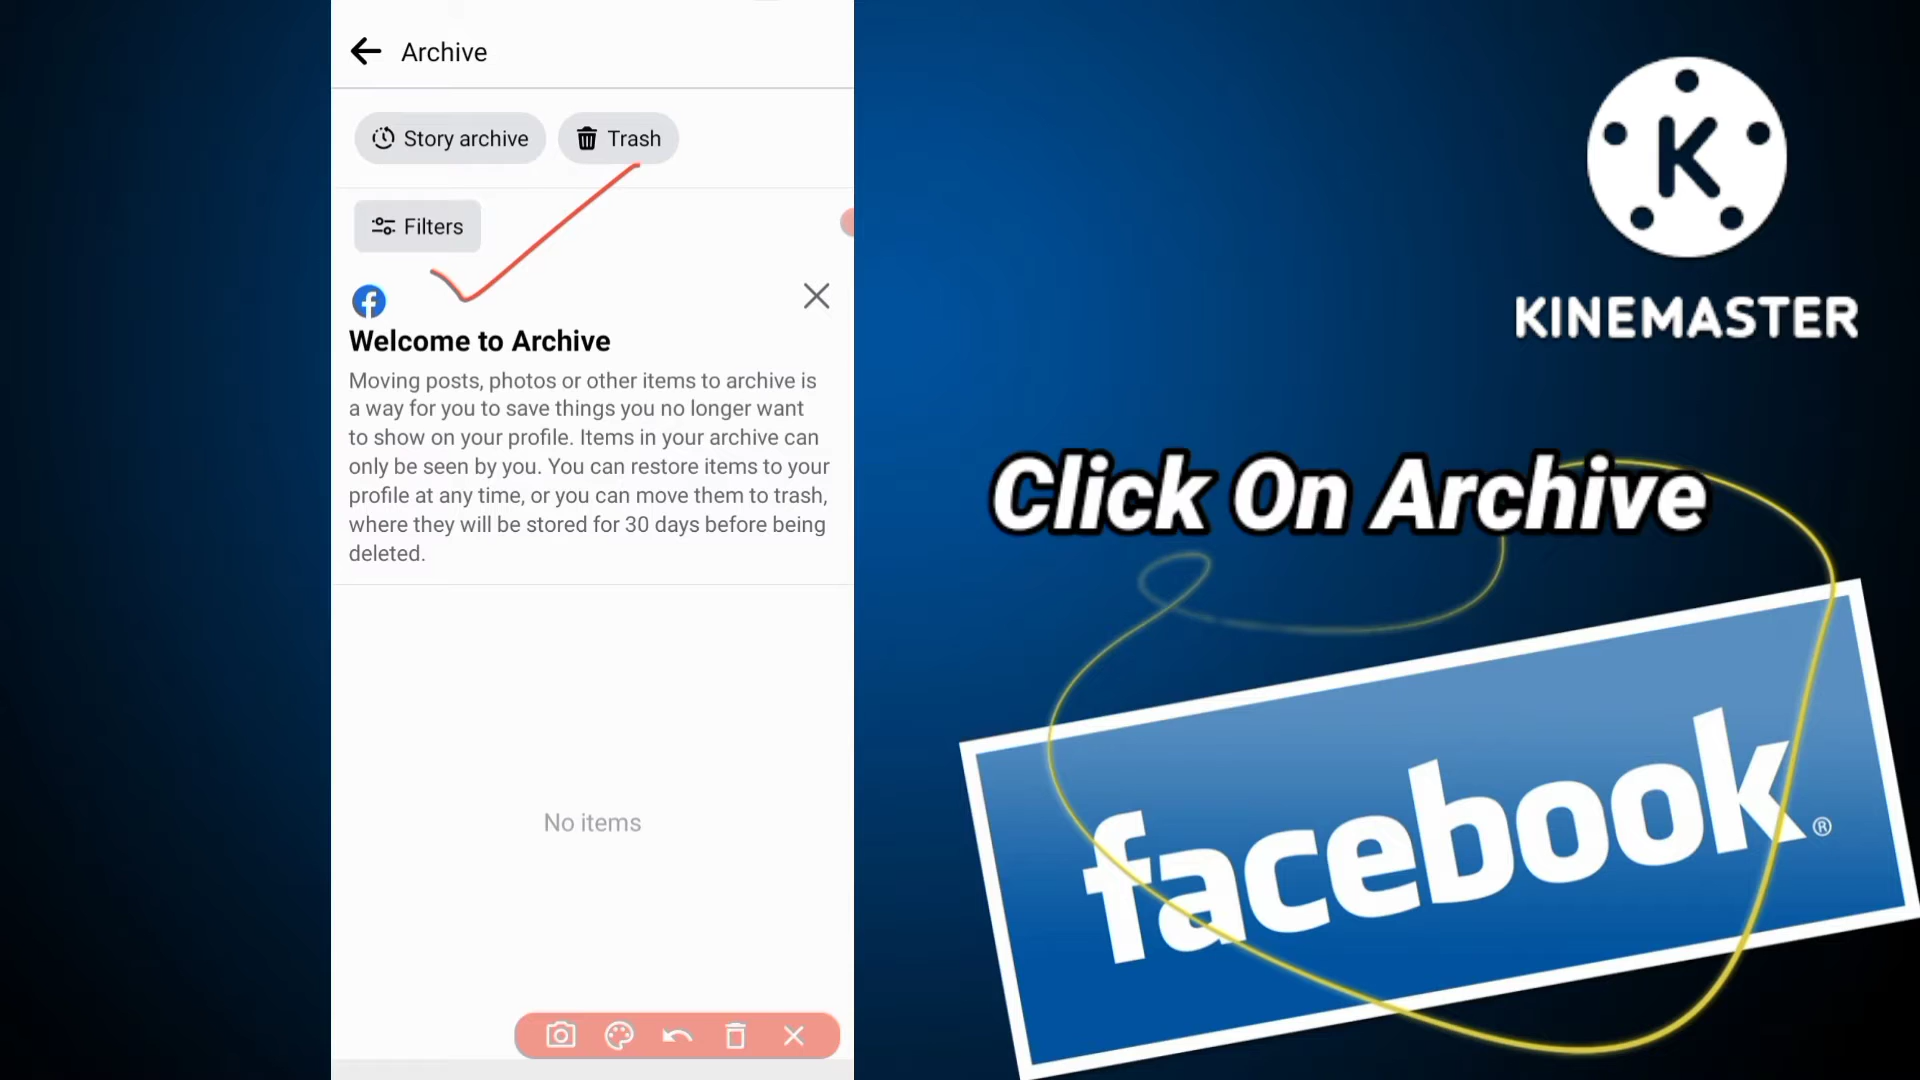 Archive
Story archive
Trash
Filters
Welcome to Archive
Moving posts, photos or other items to archive is
a way for you to save things you no longer want
to show on your profile. Items in your archive can
only be seen by you. You can restore items to your
profile at any time, or you can move them to trash,
where they will be stored for 30 days before being
deleted.
No items
K
KINEMASTER
Click On Archive
facebook®